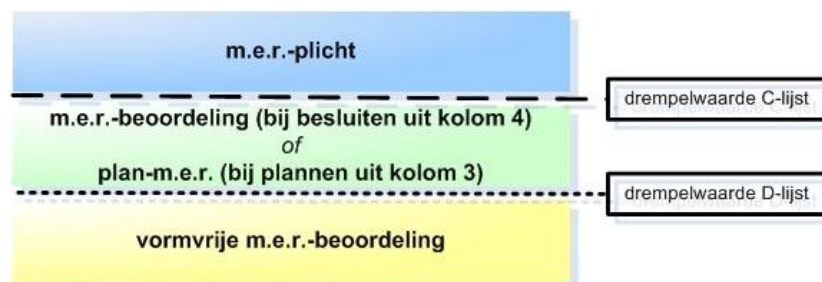 m.e.r.-plicht
drempelwaarde C-lijst
m.e.r.-beoordeling (bij besluiten uit kolom 4)
of
plan-m.e.r. (bij plannen uit kolom 3)
drempelwaarde D-lijst
vormvrije m.e.r.-beoordeling